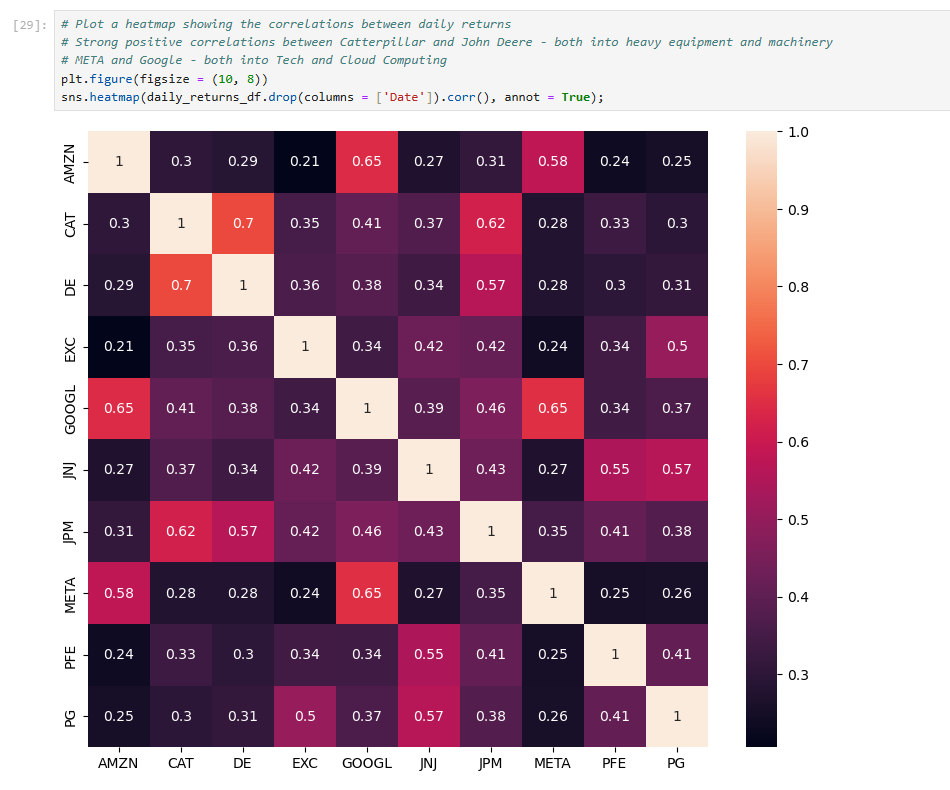 [29]:
# Plot a heatmap showing the correlations between daily returns
# Strong positive correlations between Catterpillar and John Deere - both into heavy equipment and machinery
# META and Google - both into Tech and Cloud Computing
plt.figure(figsize = (10, 8))
sns.heatmap(daily_returns_df.drop(columns = ['Date']).corr(), annot = True);
AMZN 1 0.3 0.29 0.21 0.65 0.27 0.31 0.58 0.24 0.25
CAT 0.3 1 0.7 0.35 0.41 0.37 0.62 0.28 0.33 0.3
DE 0.29 0.7 1 0.36 0.38 0.34 0.57 0.28 0.3 0.31
EXC 0.21 0.35 0.36 1 0.34 0.42 0.42 0.24 0.34 0.5
GOOGL 0.65 0.41 0.38 0.34 1 0.39 0.46 0.65 0.34 0.37
JNJ 0.27 0.37 0.34 0.42 0.39 1 0.43 0.27 0.55 0.57
JPM 0.31 0.62 0.57 0.42 0.46 0.43 1 0.35 0.41 0.38
META 0.58 0.28 0.28 0.24 0.65 0.27 0.35 1 0.25 0.26
PFE 0.24 0.33 0.3 0.34 0.34 0.55 0.41 0.25 1 0.41
PG 0.25 0.3 0.31 0.5 0.37 0.57 0.38 0.26 0.41 1
AMZN CAT DE EXC GOOGL JNJ JPM META PFE PG
1.0
0.9
0.8
0.7
0.6
0.5
0.4
0.3